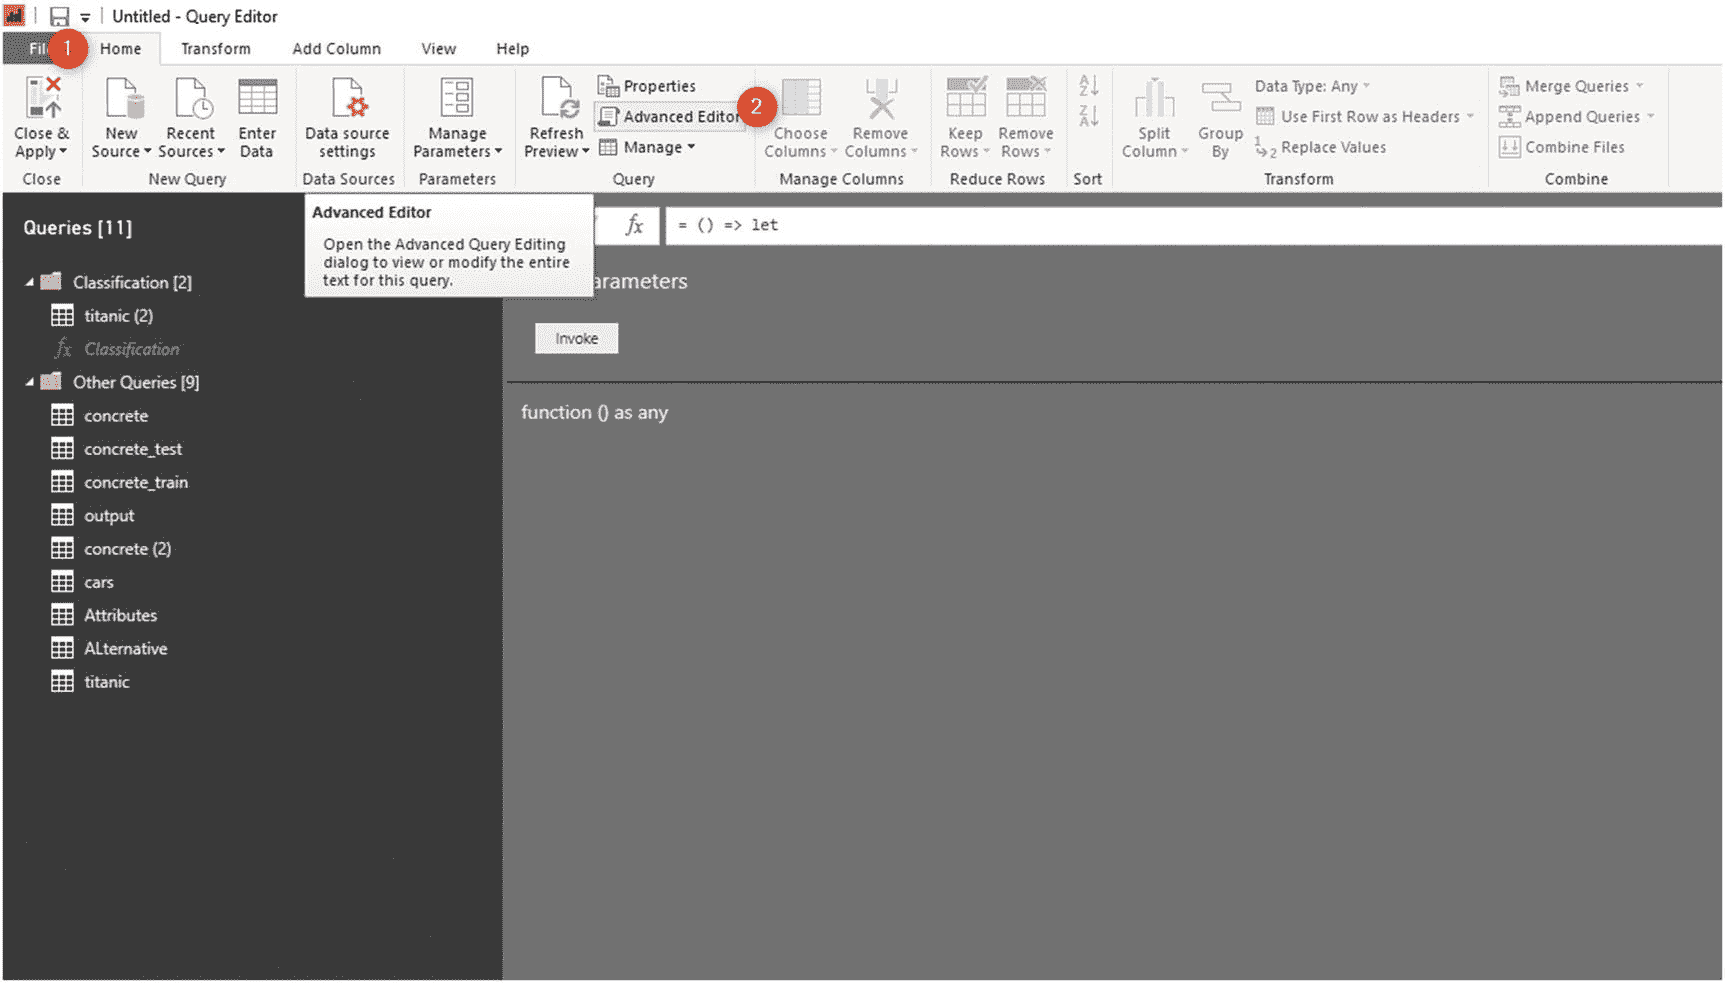 Untitled - Query Editor
Fil 1 Home Transform Add Column View Help
Close & Apply
New Source
Recent Sources
Enter Data
Data source settings
Manage Parameters
Refresh Preview
Properties
Advanced Editor 2
Manage
Choose Columns
Remove Columns
Keep Rows
Remove Rows
A Z
Z A
Split Column
Group By
Data Type: Any
Use First Row as Headers
1 2 Replace Values
Merge Queries
Append Queries
Combine Files
Close New Query Data Sources Parameters Query Manage Columns Reduce Rows Sort Transform Combine
Queries [11]
Classification [2]
titanic (2)
fx Classification
Other Queries [9]
concrete
concrete_test
concrete_train
output
concrete (2)
cars
Attributes
ALternative
titanic
Advanced Editor
Open the Advanced Query Editing
dialog to view or modify the entire
text for this query.
fx = () => let
arameters
Invoke
function () as any